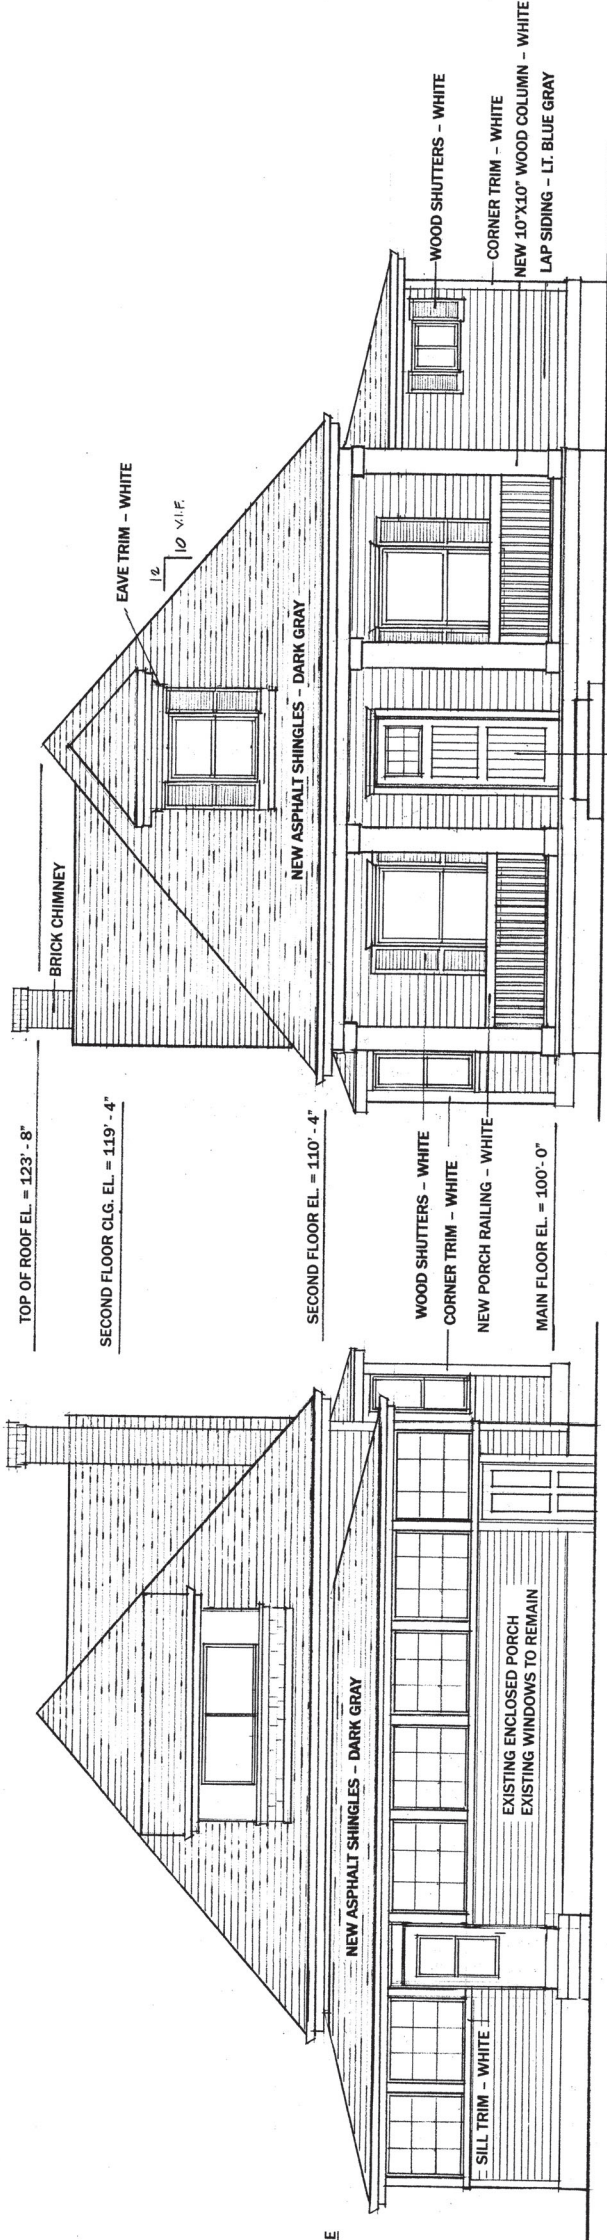 TOP OF ROOF EL. = 123' - 8"
SECOND FLOOR CLG. EL. = 119' - 4"
SECOND FLOOR EL. = 110' - 4"
WOOD SHUTTERS – WHITE
CORNER TRIM – WHITE
NEW PORCH RAILING – WHITE
MAIN FLOOR EL. = 100'- 0"
NEW ASPHALT SHINGLES – DARK GRAY
EXISTING ENCLOSED PORCH
EXISTING WINDOWS TO REMAIN
SILL TRIM – WHITE
E
BRICK CHIMNEY
EAVE TRIM – WHITE
12
10 V.I.F.
NEW ASPHALT SHINGLES – DARK GRAY
WOOD SHUTTERS – WHITE
CORNER TRIM – WHITE
NEW 10"X10" WOOD COLUMN – WHITE
LAP SIDING – LT. BLUE GRAY